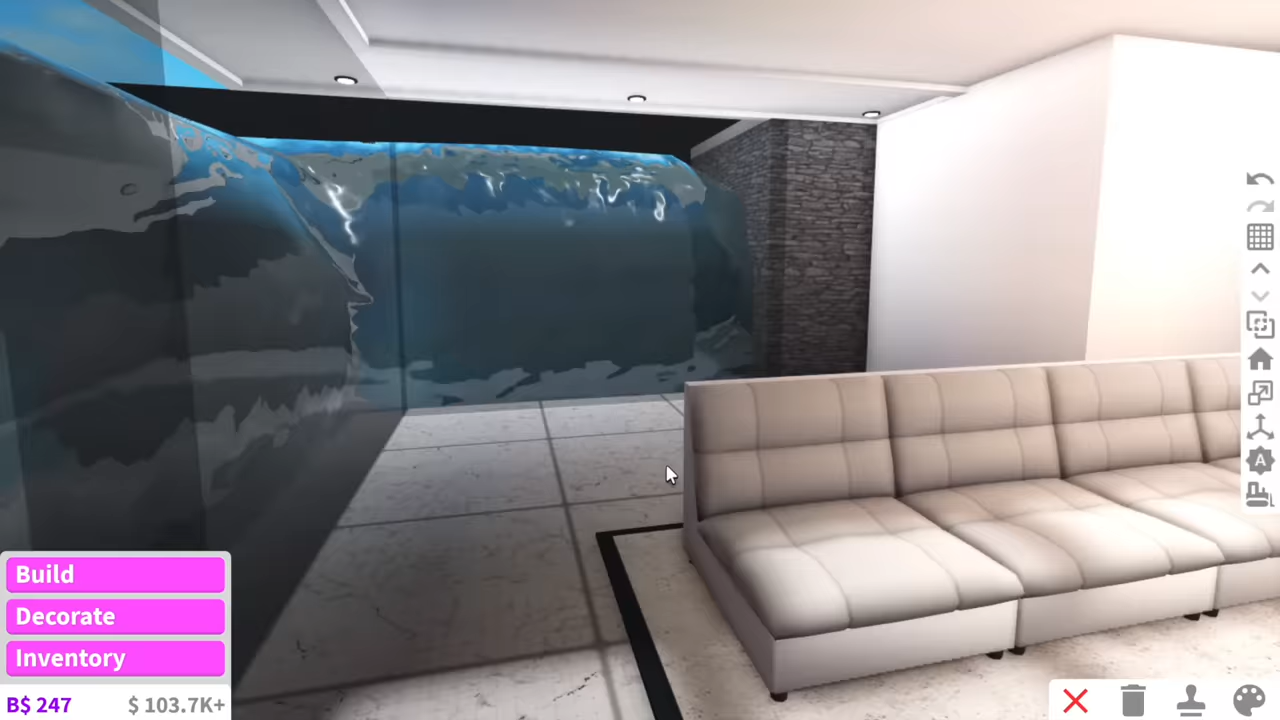 Build
Decorate
Inventory
B$ 247 $ 103.7K+
A